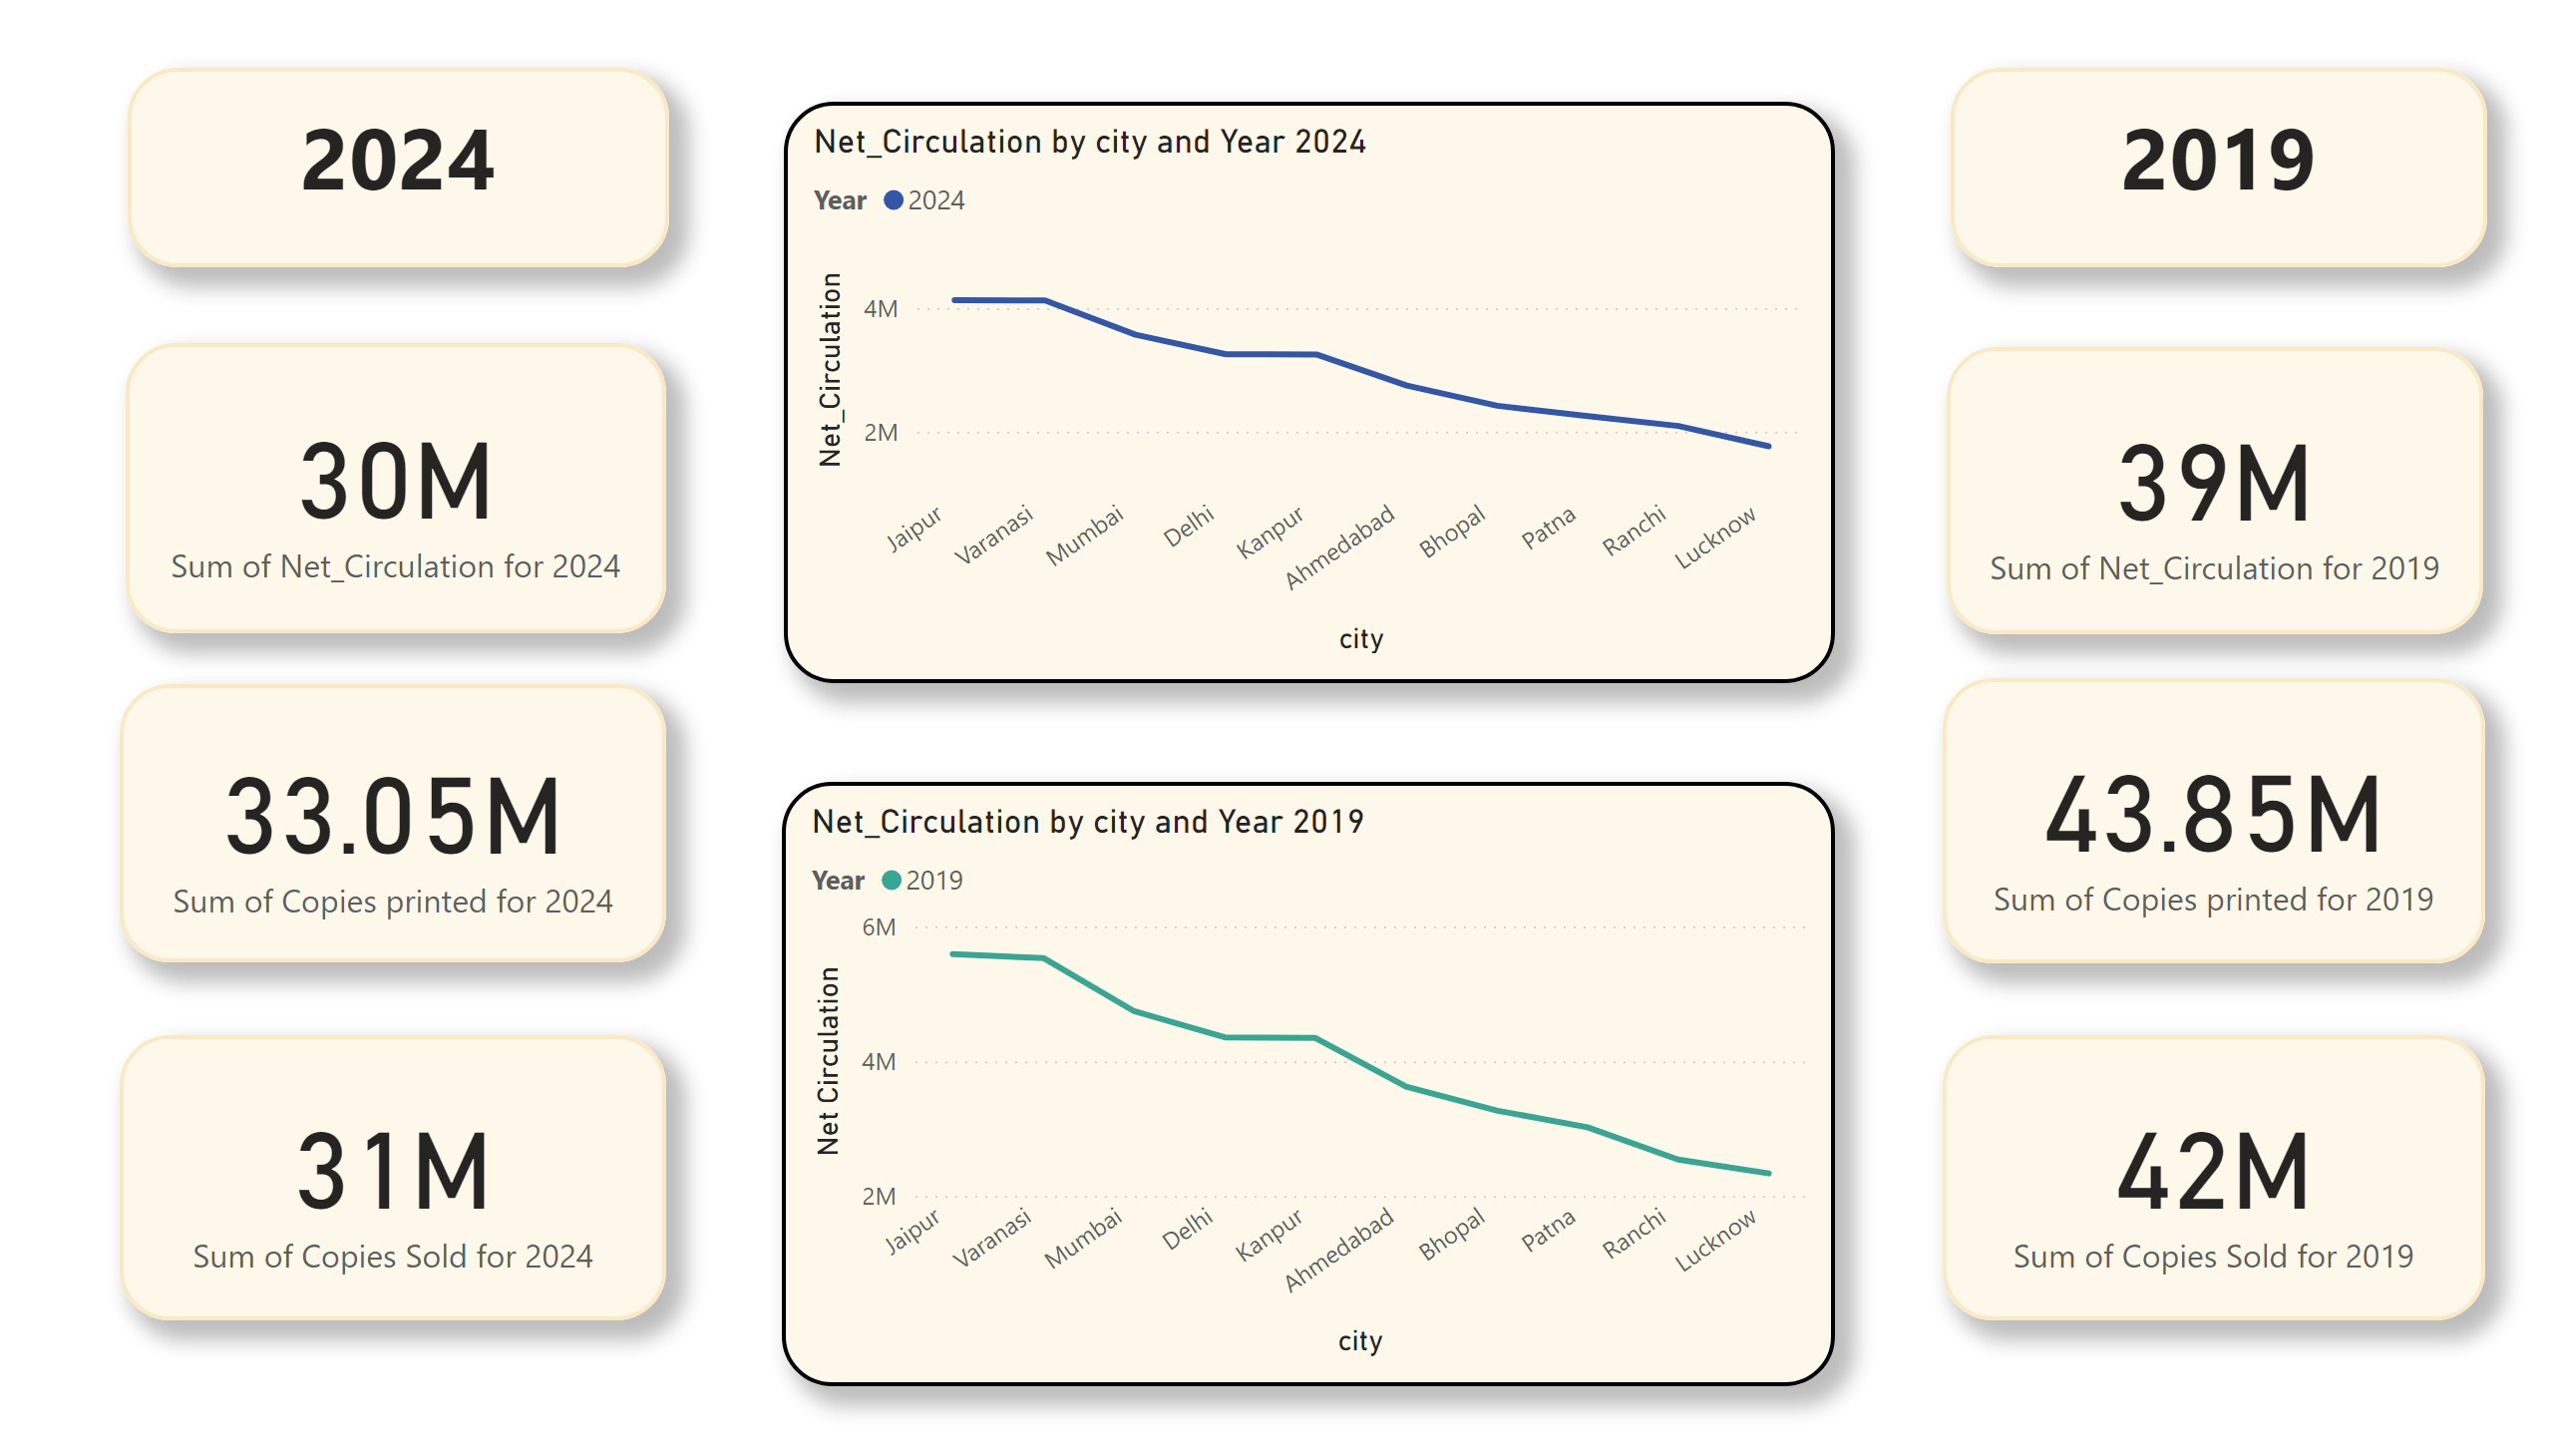 2024
30M
Sum of Net_Circulation for 2024
33.05M
Sum of Copies printed for 2024
31M
Sum of Copies Sold for 2024
Net_Circulation by city and Year 2024
Year 2024
Net_Circulation
4M
2M
Jaipur
Varanasi
Mumbai
Delhi
Kanpur
Ahmedabad
Bhopal
Patna
Ranchi
Lucknow
city
Net_Circulation by city and Year 2019
Year 2019
Net Circulation
6M
4M
2M
Jaipur
Varanasi
Mumbai
Delhi
Kanpur
Ahmedabad
Bhopal
Patna
Ranchi
Lucknow
city
2019
39M
Sum of Net_Circulation for 2019
43.85M
Sum of Copies printed for 2019
42M
Sum of Copies Sold for 2019